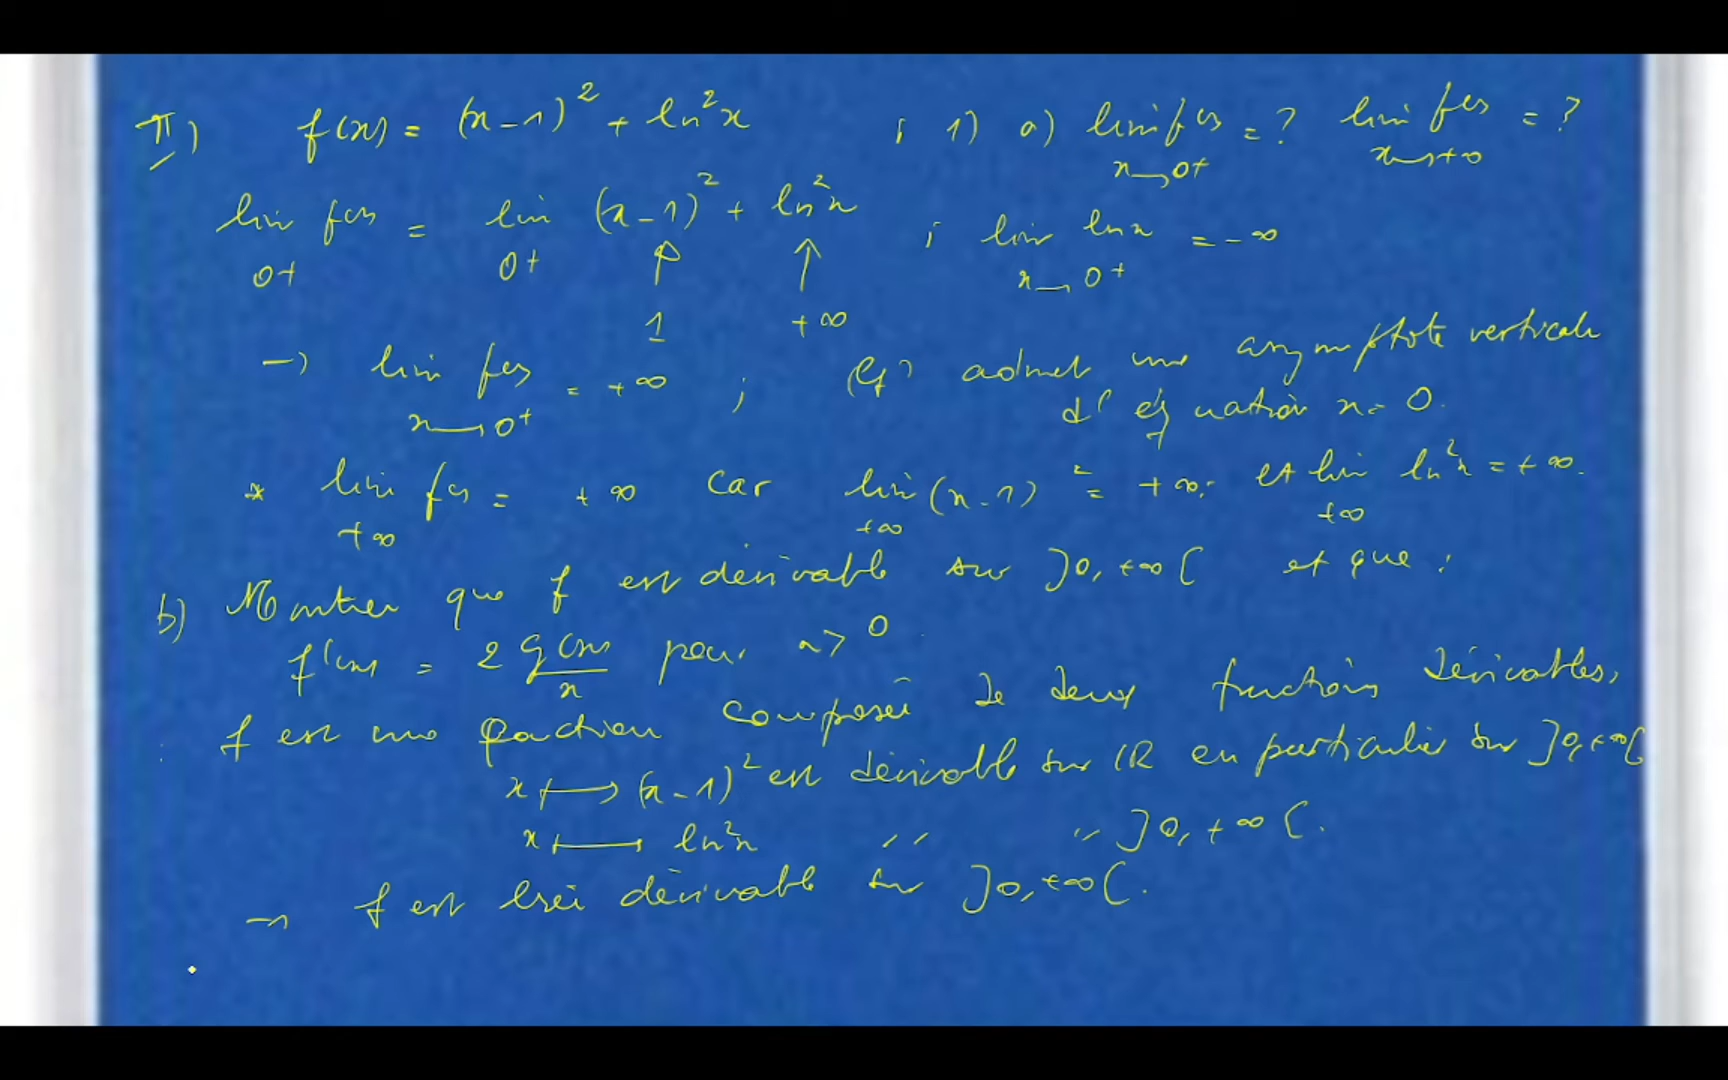 II) f(x) = (x-1)² + ln²x ; 1) a) lim f(x) = ? lim f(x) = ?
x→0+ x→+∞
lim f(x) = lim (x-1)² + ln²x ; lim ln x = -∞
0+ 0+ ↑ ↑ x→0+
1 +∞
→ lim f(x) = +∞ ; (Cf) admet une asymptote verticale
x→0+ d'équation x = 0.
* lim f(x) = +∞ car lim (x-1)² = +∞ et lim ln²x = +∞.
+∞ +∞ +∞
b) Montrer que f est dérivable sur ]0, +∞[ et que :
f'(x) = 2 g(x)/x pour x > 0
f est une fonction composée de deux fonctions dérivables,
x ↦ (x-1)² est dérivable sur IR en particulier sur ]0, +∞[
x ↦ ln²x " " ]0, +∞[.
→ f est dérivable sur ]0, +∞[.